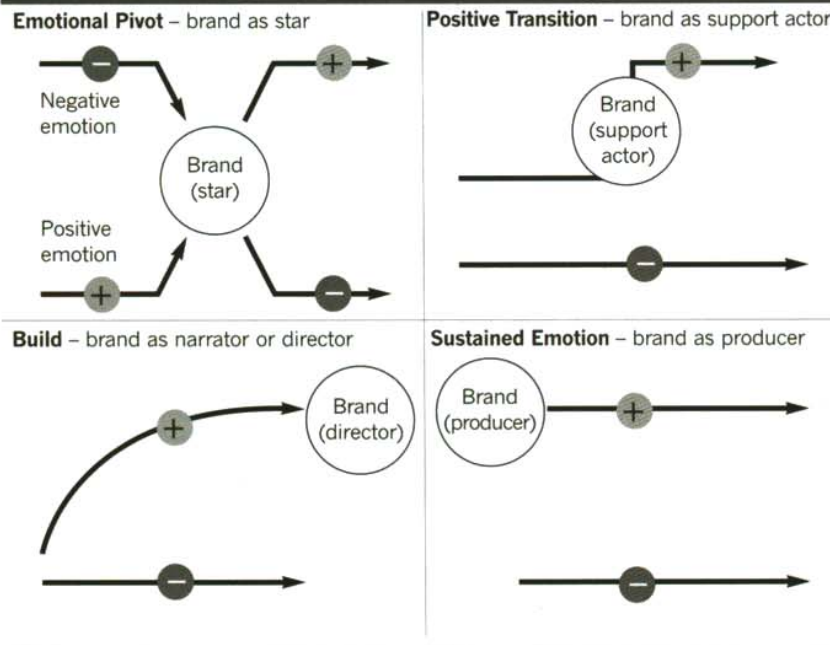 Emotional Pivot – brand as star
−
+
Negative
emotion
Brand
(star)
Positive
emotion
+
−
Positive Transition – brand as support actor
+
Brand
(support
actor)
−
Build – brand as narrator or director
+
Brand
(director)
−
Sustained Emotion – brand as producer
Brand
(producer)
+
−